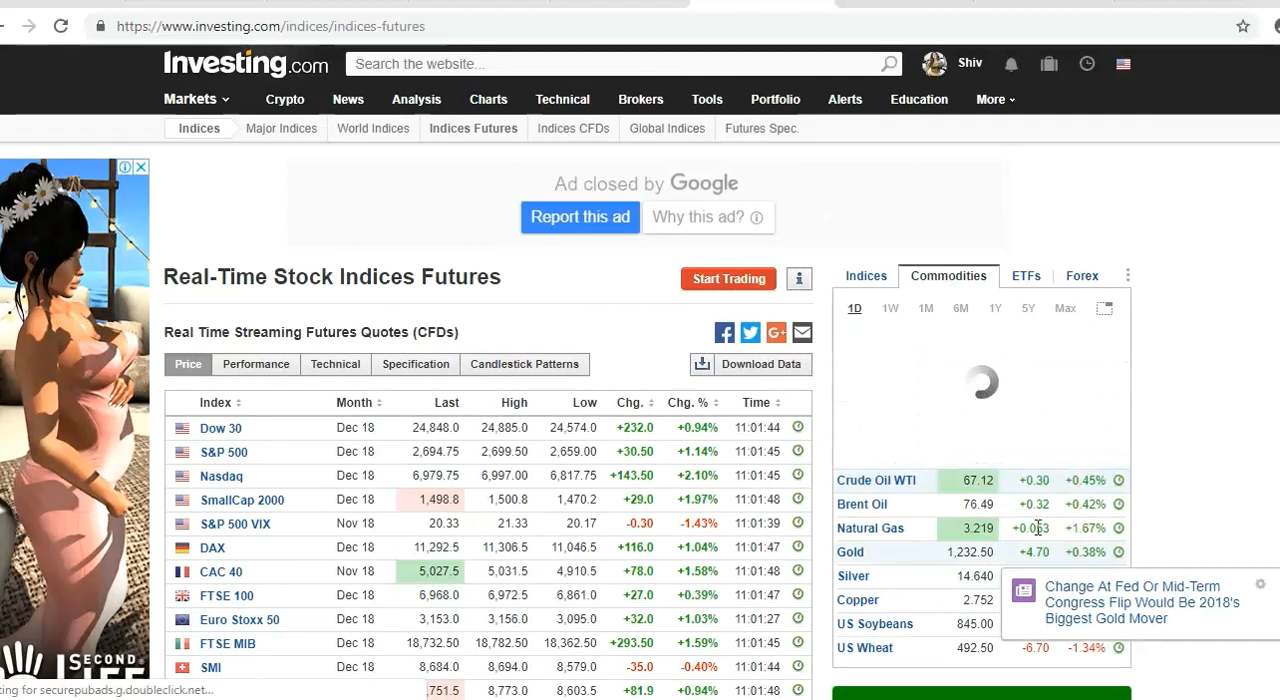 https://www.investing.com/indices/indices-futures
Investing.com
Search the website...
Shiv
Markets Crypto News Analysis Charts Technical Brokers Tools Portfolio Alerts Education More
Indices Major Indices World Indices Indices Futures Indices CFDs Global Indices Futures Spec.
Ad closed by Google
Report this ad Why this ad?
SECOND
LIFE
Real-Time Stock Indices Futures
Start Trading
Real Time Streaming Futures Quotes (CFDs)
Price Performance Technical Specification Candlestick Patterns Download Data
Index Month Last High Low Chg. Chg. % Time
Dow 30 Dec 18 24,848.0 24,885.0 24,574.0 +232.0 +0.94% 11:01:44
S&P 500 Dec 18 2,694.75 2,699.50 2,659.00 +30.50 +1.14% 11:01:45
Nasdaq Dec 18 6,979.75 6,997.00 6,817.75 +143.50 +2.10% 11:01:45
SmallCap 2000 Dec 18 1,498.8 1,500.8 1,470.2 +29.0 +1.97% 11:01:48
S&P 500 VIX Nov 18 20.33 21.33 20.17 -0.30 -1.43% 11:01:39
DAX Dec 18 11,292.5 11,306.5 11,046.5 +116.0 +1.04% 11:01:47
CAC 40 Nov 18 5,027.5 5,031.5 4,910.5 +78.0 +1.58% 11:01:48
FTSE 100 Dec 18 6,968.0 6,972.5 6,861.0 +27.0 +0.39% 11:01:47
Euro Stoxx 50 Dec 18 3,153.0 3,156.0 3,095.0 +32.0 +1.03% 11:01:27
FTSE MIB Dec 18 18,732.50 18,782.50 18,362.50 +293.50 +1.59% 11:01:45
SMI Dec 18 8,684.0 8,694.0 8,579.0 -35.0 -0.40% 11:01:44
,751.5 8,773.0 8,603.5 +81.9 +0.94% 11:01:48
Indices Commodities ETFs Forex
1D 1W 1M 6M 1Y 5Y Max
Crude Oil WTI 67.12 +0.30 +0.45%
Brent Oil 76.49 +0.32 +0.42%
Natural Gas 3.219 +1.67%
Gold 1,232.50 +4.70 +0.38%
Silver 14.640
Copper 2.752
US Soybeans 845.00
US Wheat 492.50 -6.70 -1.34%
Change At Fed Or Mid-Term
Congress Flip Would Be 2018's
Biggest Gold Mover
ting for securepubads.g.doubleclick.net...